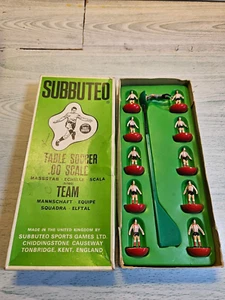 SUBBUTEO
TABLE SOCCER
.00 SCALE
MASSSTAB ECHELLE SCALA
TEAM
MANNSCHAFT EQUIPE
SQUADRA ELFTAL
MADE IN THE UNITED KINGDOM BY
SUBBUTEO SPORTS GAMES LTD.
CHIDDINGSTONE CAUSEWAY
TONBRIDGE, KENT, ENGLAND